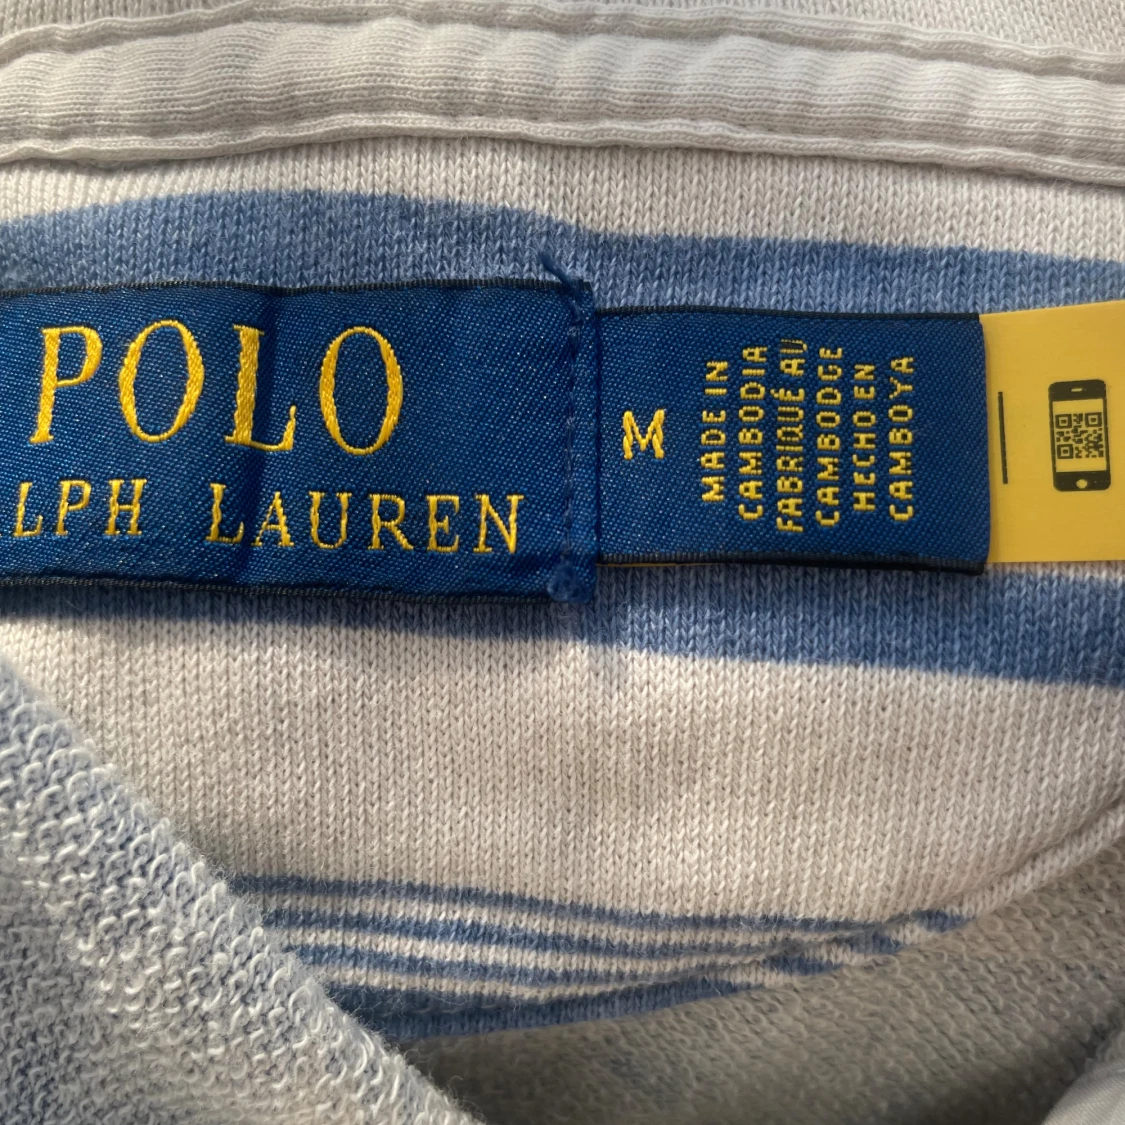 POLO
LPH LAUREN
M
MADE IN
CAMBODIA
FABRIQUÉ AU
CAMBODGE
HECHO EN
CAMBOYA